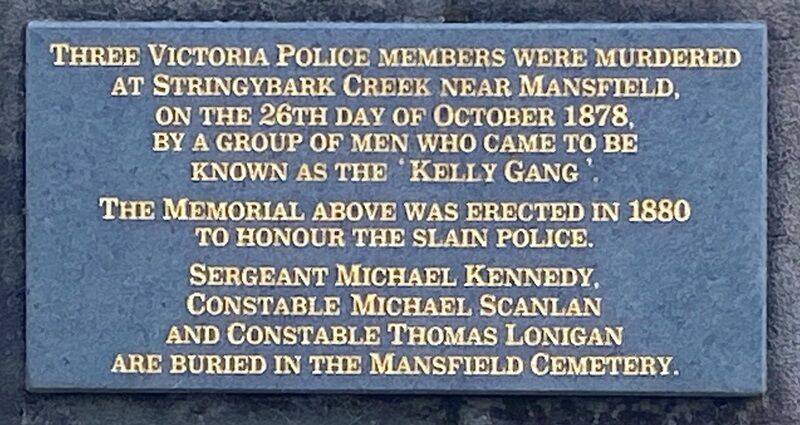 Three Victoria Police members were murdered
at Stringybark Creek near Mansfield,
on the 26th day of October 1878,
by a group of men who came to be
known as the ‘Kelly Gang’.
The Memorial above was erected in 1880
to honour the slain police.
Sergeant Michael Kennedy,
Constable Michael Scanlan
and Constable Thomas Lonigan
are buried in the Mansfield Cemetery.